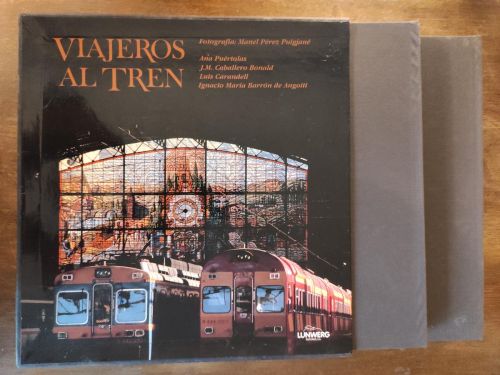 VIAJEROS
AL TREN
Fotografía: Manel Pérez Puigjané
Ana Puértolas
J.M. Caballero Bonald
Luis Carandell
Ignacio María Barrón de Angoiti
LUNWERG